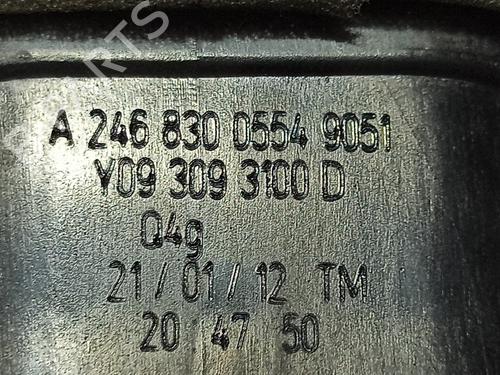 A 246 830 0554 9051
Y09 309 3100 D
Q4g
21/01/12 TM
20 47 50